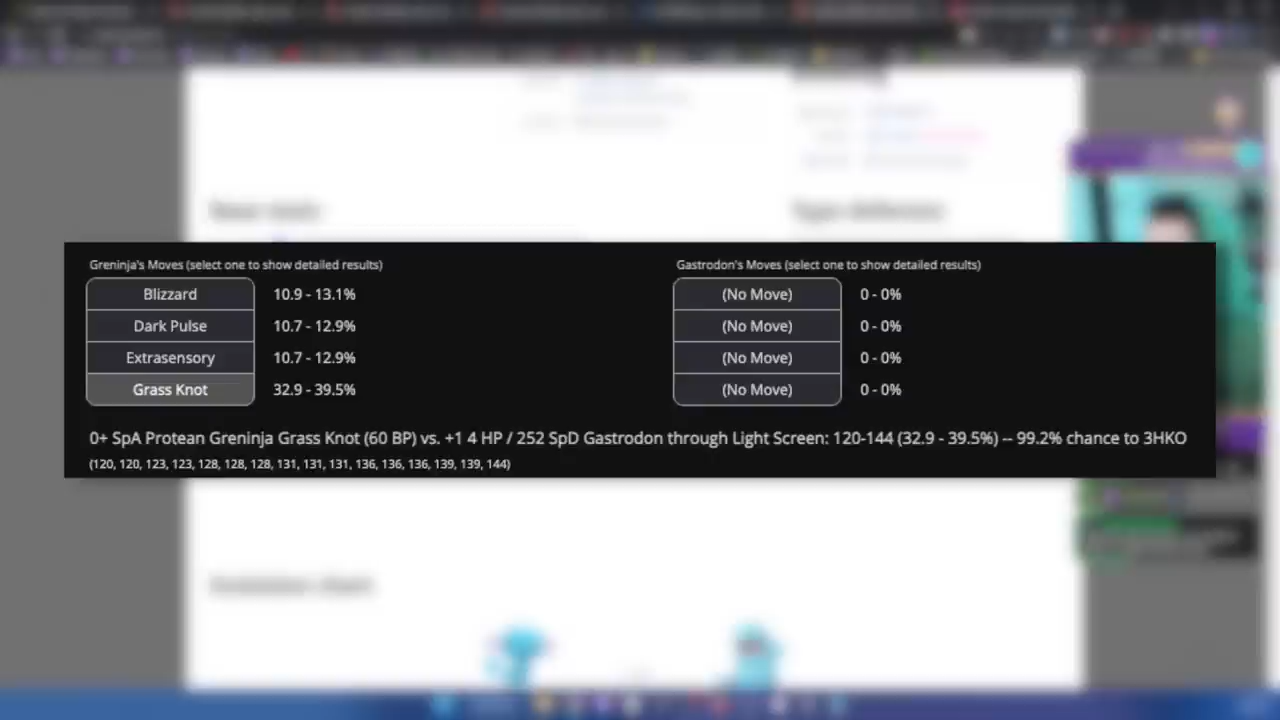 Greninja's Moves (select one to show detailed results)
Blizzard 10.9 - 13.1%
Dark Pulse 10.7 - 12.9%
Extrasensory 10.7 - 12.9%
Grass Knot 32.9 - 39.5%
Gastrodon's Moves (select one to show detailed results)
(No Move) 0 - 0%
(No Move) 0 - 0%
(No Move) 0 - 0%
(No Move) 0 - 0%
0+ SpA Protean Greninja Grass Knot (60 BP) vs. +1 4 HP / 252 SpD Gastrodon through Light Screen: 120-144 (32.9 - 39.5%) -- 99.2% chance to 3HKO
(120, 120, 123, 123, 128, 128, 128, 131, 131, 131, 136, 136, 136, 139, 139, 144)